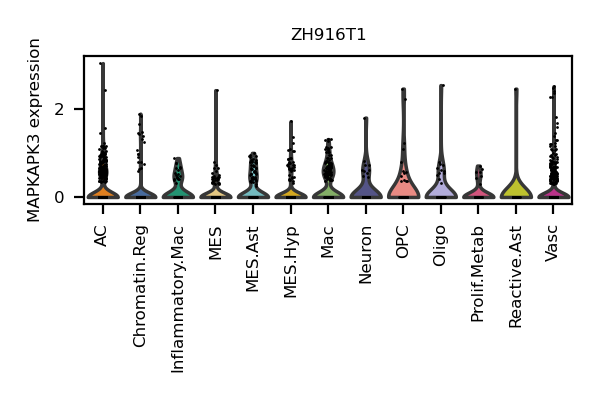 ZH916T1
MAPKAPK3 expression
2
0
AC
Chromatin.Reg
Inflammatory.Mac
MES
MES.Ast
MES.Hyp
Mac
Neuron
OPC
Oligo
Prolif.Metab
Reactive.Ast
Vasc